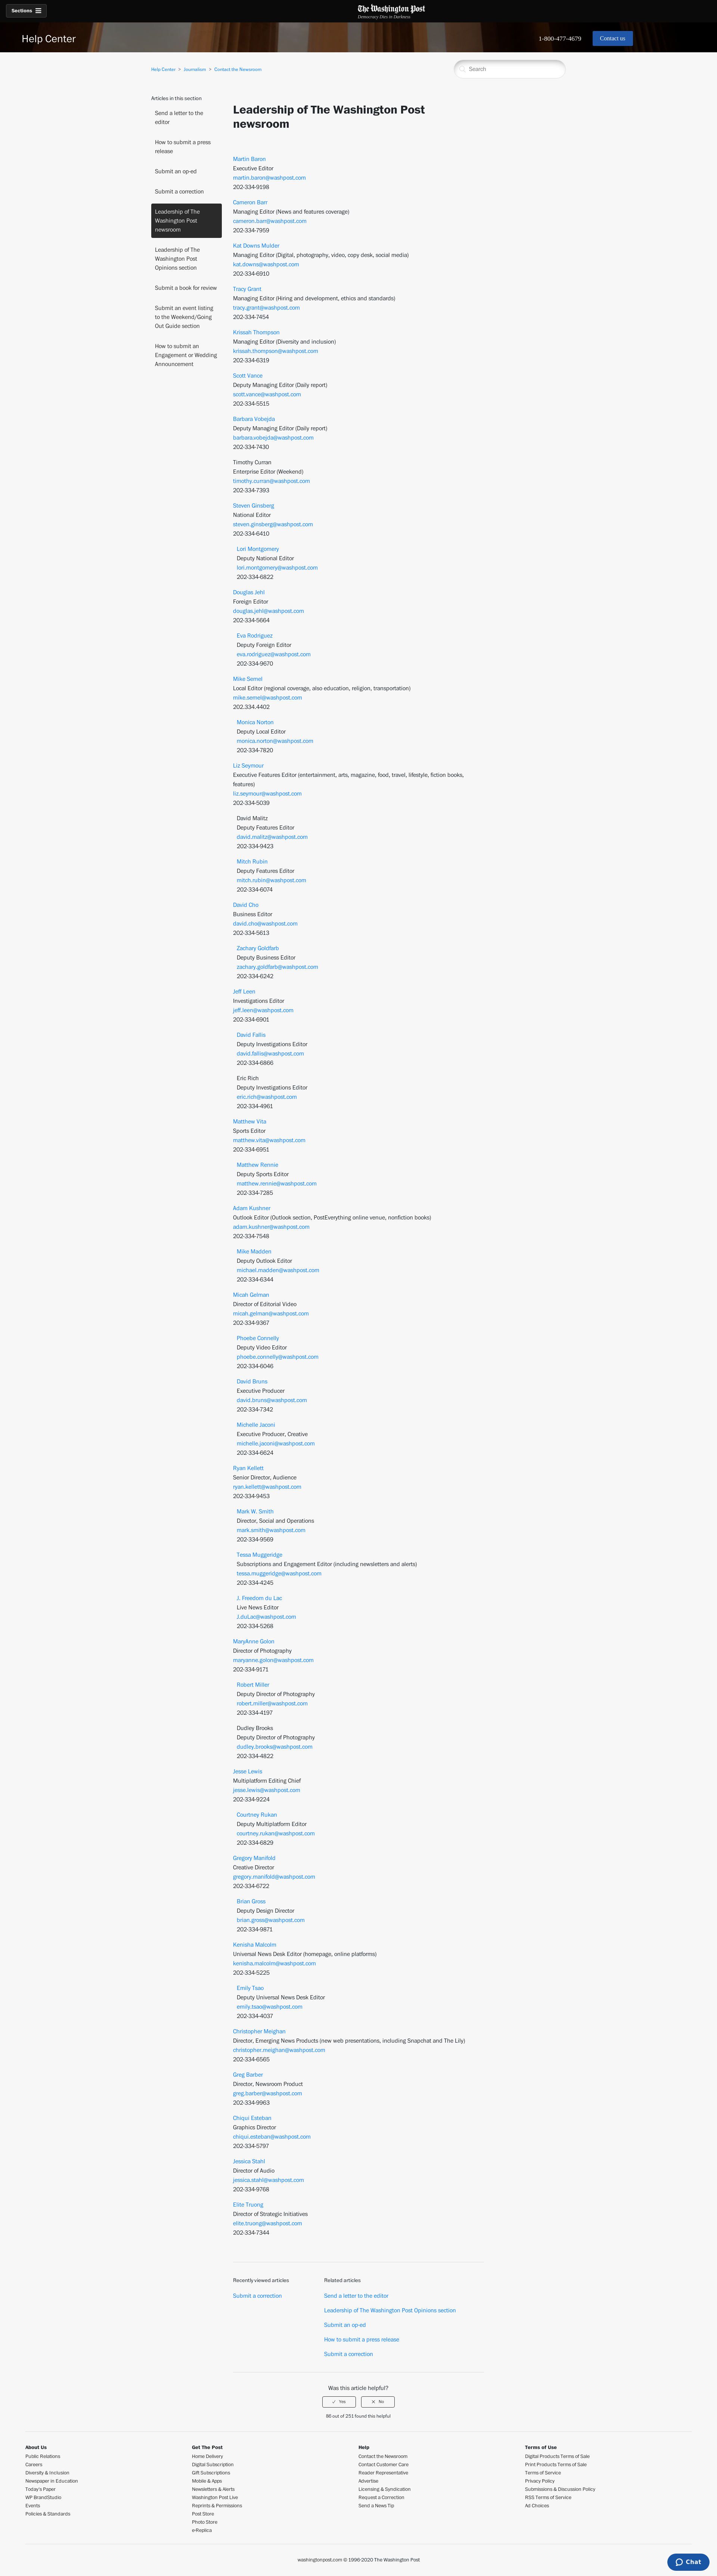 Sections
The Washington Post
Democracy Dies in Darkness
Help Center
1-800-477-4679
Contact us
Help Center > Journalism > Contact the Newsroom
Search
Articles in this section
Send a letter to the
editor
How to submit a press
release
Submit an op-ed
Submit a correction
Leadership of The
Washington Post
newsroom
Leadership of The
Washington Post
Opinions section
Submit a book for review
Submit an event listing
to the Weekend/Going
Out Guide section
How to submit an
Engagement or Wedding
Announcement
Leadership of The Washington Post
newsroom
Martin Baron
Executive Editor
martin.baron@washpost.com
202-334-9198
Cameron Barr
Managing Editor (News and features coverage)
cameron.barr@washpost.com
202-334-7959
Kat Downs Mulder
Managing Editor (Digital, photography, video, copy desk, social media)
kat.downs@washpost.com
202-334-6910
Tracy Grant
Managing Editor (Hiring and development, ethics and standards)
tracy.grant@washpost.com
202-334-7454
Krissah Thompson
Managing Editor (Diversity and inclusion)
krissah.thompson@washpost.com
202-334-6319
Scott Vance
Deputy Managing Editor (Daily report)
scott.vance@washpost.com
202-334-5515
Barbara Vobejda
Deputy Managing Editor (Daily report)
barbara.vobejda@washpost.com
202-334-7430
Timothy Curran
Enterprise Editor (Weekend)
timothy.curran@washpost.com
202-334-7393
Steven Ginsberg
National Editor
steven.ginsberg@washpost.com
202-334-6410
Lori Montgomery
Deputy National Editor
lori.montgomery@washpost.com
202-334-6822
Douglas Jehl
Foreign Editor
douglas.jehl@washpost.com
202-334-5664
Eva Rodriguez
Deputy Foreign Editor
eva.rodriguez@washpost.com
202-334-9670
Mike Semel
Local Editor (regional coverage, also education, religion, transportation)
mike.semel@washpost.com
202.334.4402
Monica Norton
Deputy Local Editor
monica.norton@washpost.com
202-334-7820
Liz Seymour
Executive Features Editor (entertainment, arts, magazine, food, travel, lifestyle, fiction books,
features)
liz.seymour@washpost.com
202-334-5039
David Malitz
Deputy Features Editor
david.malitz@washpost.com
202-334-9423
Mitch Rubin
Deputy Features Editor
mitch.rubin@washpost.com
202-334-6074
David Cho
Business Editor
david.cho@washpost.com
202-334-5613
Zachary Goldfarb
Deputy Business Editor
zachary.goldfarb@washpost.com
202-334-6242
Jeff Leen
Investigations Editor
jeff.leen@washpost.com
202-334-6901
David Fallis
Deputy Investigations Editor
david.fallis@washpost.com
202-334-6866
Eric Rich
Deputy Investigations Editor
eric.rich@washpost.com
202-334-4961
Matthew Vita
Sports Editor
matthew.vita@washpost.com
202-334-6951
Matthew Rennie
Deputy Sports Editor
matthew.rennie@washpost.com
202-334-7285
Adam Kushner
Outlook Editor (Outlook section, PostEverything online venue, nonfiction books)
adam.kushner@washpost.com
202-334-7548
Mike Madden
Deputy Outlook Editor
michael.madden@washpost.com
202-334-6344
Micah Gelman
Director of Editorial Video
micah.gelman@washpost.com
202-334-9367
Phoebe Connelly
Deputy Video Editor
phoebe.connelly@washpost.com
202-334-6046
David Bruns
Executive Producer
david.bruns@washpost.com
202-334-7342
Michelle Jaconi
Executive Producer, Creative
michelle.jaconi@washpost.com
202-334-6624
Ryan Kellett
Senior Director, Audience
ryan.kellett@washpost.com
202-334-9453
Mark W. Smith
Director, Social and Operations
mark.smith@washpost.com
202-334-9569
Tessa Muggeridge
Subscriptions and Engagement Editor (including newsletters and alerts)
tessa.muggeridge@washpost.com
202-334-4245
J. Freedom du Lac
Live News Editor
J.duLac@washpost.com
202-334-5268
MaryAnne Golon
Director of Photography
maryanne.golon@washpost.com
202-334-9171
Robert Miller
Deputy Director of Photography
robert.miller@washpost.com
202-334-4197
Dudley Brooks
Deputy Director of Photography
dudley.brooks@washpost.com
202-334-4822
Jesse Lewis
Multiplatform Editing Chief
jesse.lewis@washpost.com
202-334-9224
Courtney Rukan
Deputy Multiplatform Editor
courtney.rukan@washpost.com
202-334-6829
Gregory Manifold
Creative Director
gregory.manifold@washpost.com
202-334-6722
Brian Gross
Deputy Design Director
brian.gross@washpost.com
202-334-9871
Kenisha Malcolm
Universal News Desk Editor (homepage, online platforms)
kenisha.malcolm@washpost.com
202-334-5225
Emily Tsao
Deputy Universal News Desk Editor
emily.tsao@washpost.com
202-334-4037
Christopher Meighan
Director, Emerging News Products (new web presentations, including Snapchat and The Lily)
christopher.meighan@washpost.com
202-334-6565
Greg Barber
Director, Newsroom Product
greg.barber@washpost.com
202-334-9963
Chiqui Esteban
Graphics Director
chiqui.esteban@washpost.com
202-334-5797
Jessica Stahl
Director of Audio
jessica.stahl@washpost.com
202-334-9768
Elite Truong
Director of Strategic Initiatives
elite.truong@washpost.com
202-334-7344
Recently viewed articles
Submit a correction
Related articles
Send a letter to the editor
Leadership of The Washington Post Opinions section
Submit an op-ed
How to submit a press release
Submit a correction
Was this article helpful?
Yes
No
86 out of 251 found this helpful
About Us
Public Relations
Careers
Diversity & Inclusion
Newspaper in Education
Today's Paper
WP BrandStudio
Events
Policies & Standards
Get The Post
Home Delivery
Digital Subscription
Gift Subscriptions
Mobile & Apps
Newsletters & Alerts
Washington Post Live
Reprints & Permissions
Post Store
Photo Store
e-Replica
Help
Contact the Newsroom
Contact Customer Care
Reader Representative
Advertise
Licensing & Syndication
Request a Correction
Send a News Tip
Terms of Use
Digital Products Terms of Sale
Print Products Terms of Sale
Terms of Service
Privacy Policy
Submissions & Discussion Policy
RSS Terms of Service
Ad Choices
washingtonpost.com © 1996-2020 The Washington Post
Chat